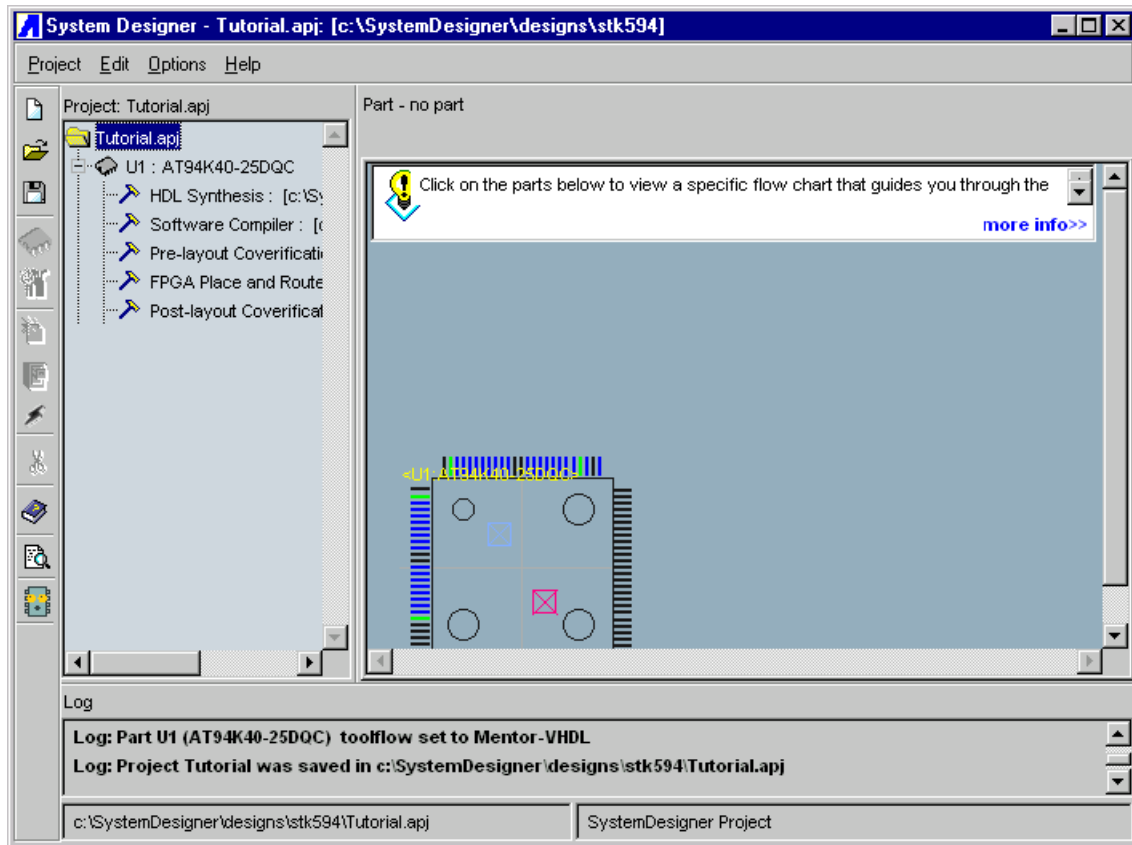 System Designer - Tutorial.apj: [c:\SystemDesigner\designs\stk594]
Project Edit Options Help
Project: Tutorial.apj
Tutorial.apj
U1 : AT94K40-25DQC
HDL Synthesis : [c:\Sy
Software Compiler : [c
Pre-layout Coverificati
FPGA Place and Route
Post-layout Coverificat
Part - no part
Click on the parts below to view a specific flow chart that guides you through the
more info>>
<U1:AT94K40-25DQC>
Log
Log: Part U1 (AT94K40-25DQC) toolflow set to Mentor-VHDL
Log: Project Tutorial was saved in c:\SystemDesigner\designs\stk594\Tutorial.apj
c:\SystemDesigner\designs\stk594\Tutorial.apj
SystemDesigner Project